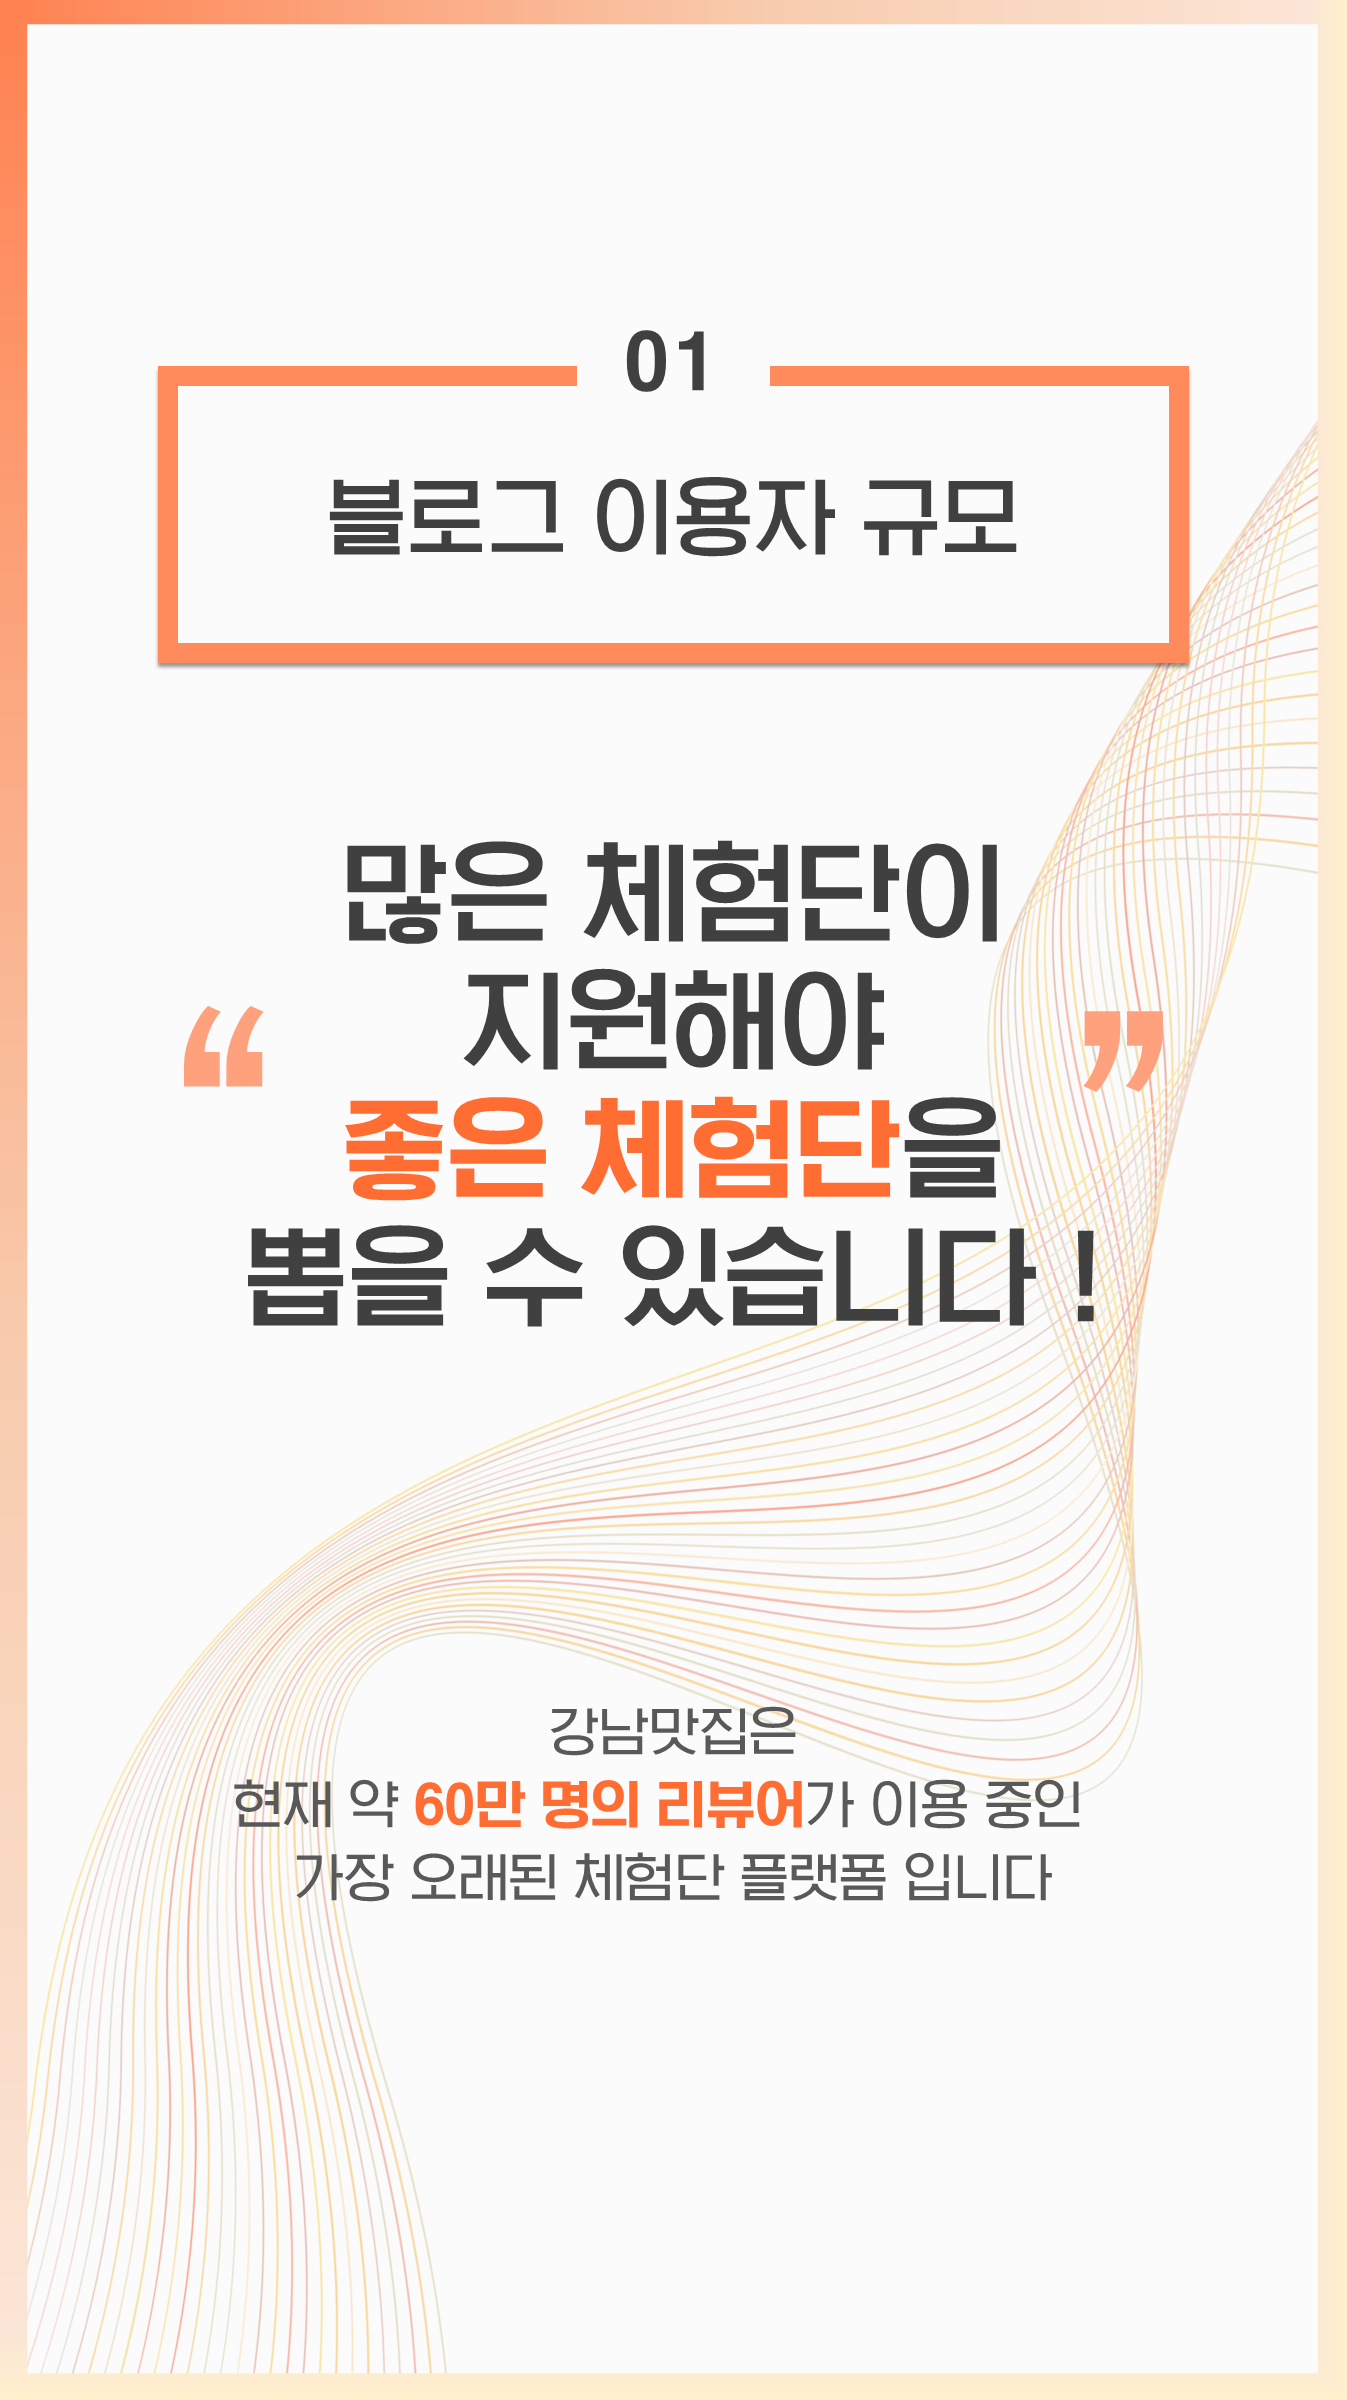 01
블로그 이용자 규모
많은 체험단이
지원해야
“ ”
좋은 체험단을
뽑을 수 있습니다 !
강남맛집은
현재 약 60만 명의 리뷰어가 이용 중인
가장 오래된 체험단 플랫폼 입니다